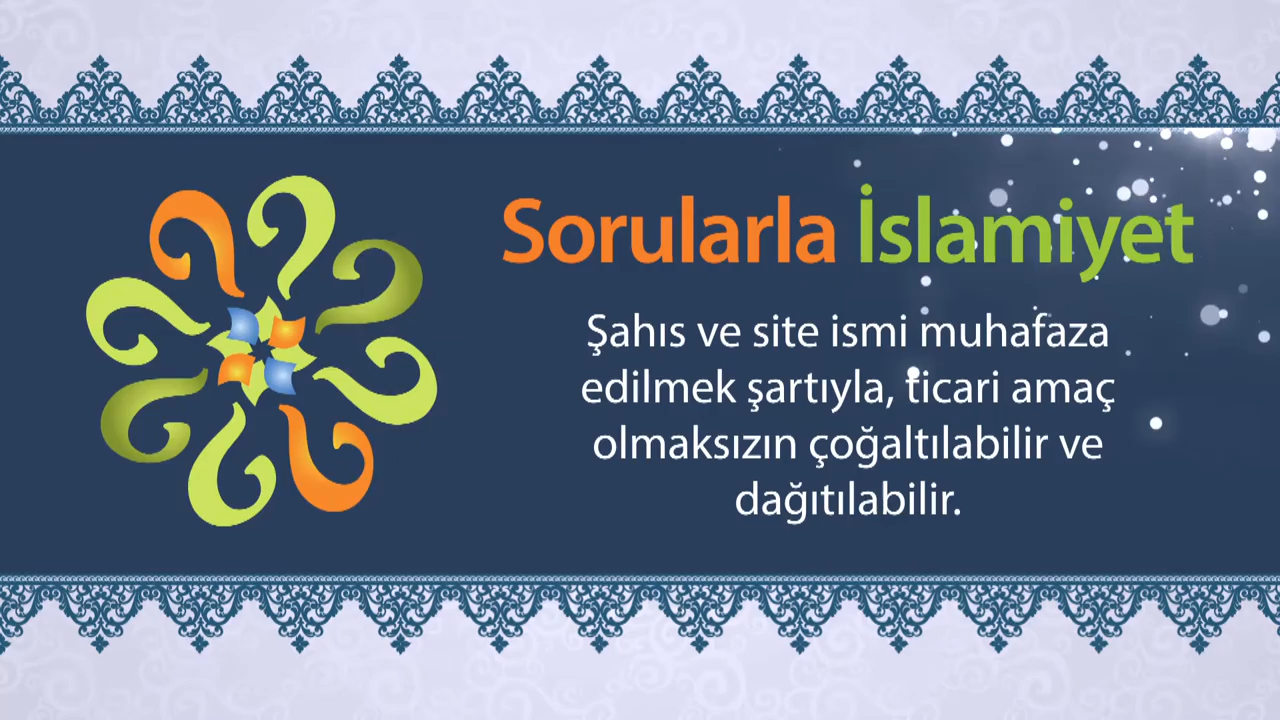 Sorularla İslamiyet
Şahıs ve site ismi muhafaza
edilmek şartıyla, ticari amaç
olmaksızın çoğaltılabilir ve
dağıtılabilir.